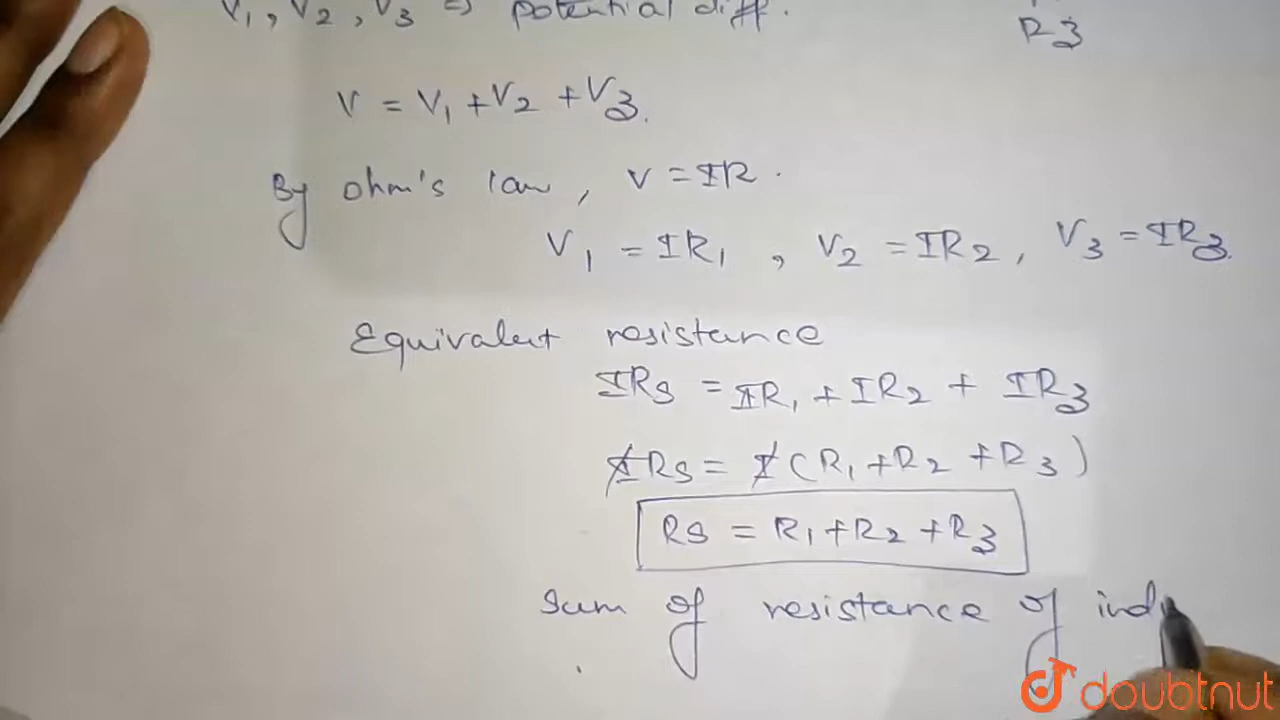 V1, V2, V3 => potential diff.
R3
V = V1 + V2 + V3.
By ohm's law, V = IR.
V1 = IR1, V2 = IR2, V3 = IR3.
Equivalent resistance
IRs = IR1 + IR2 + IR3
IRs = I(R1 + R2 + R3)
Rs = R1 + R2 + R3
Sum of resistance of indi
doubtnut